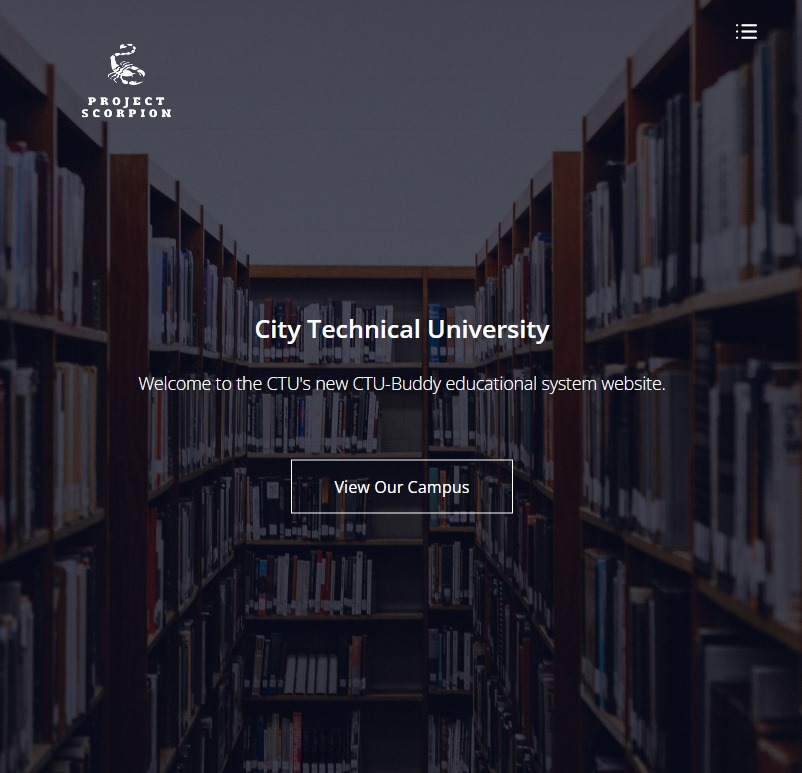 PROJECT
SCORPION
City Technical University
Welcome to the CTU's new CTU-Buddy educational system website.
View Our Campus